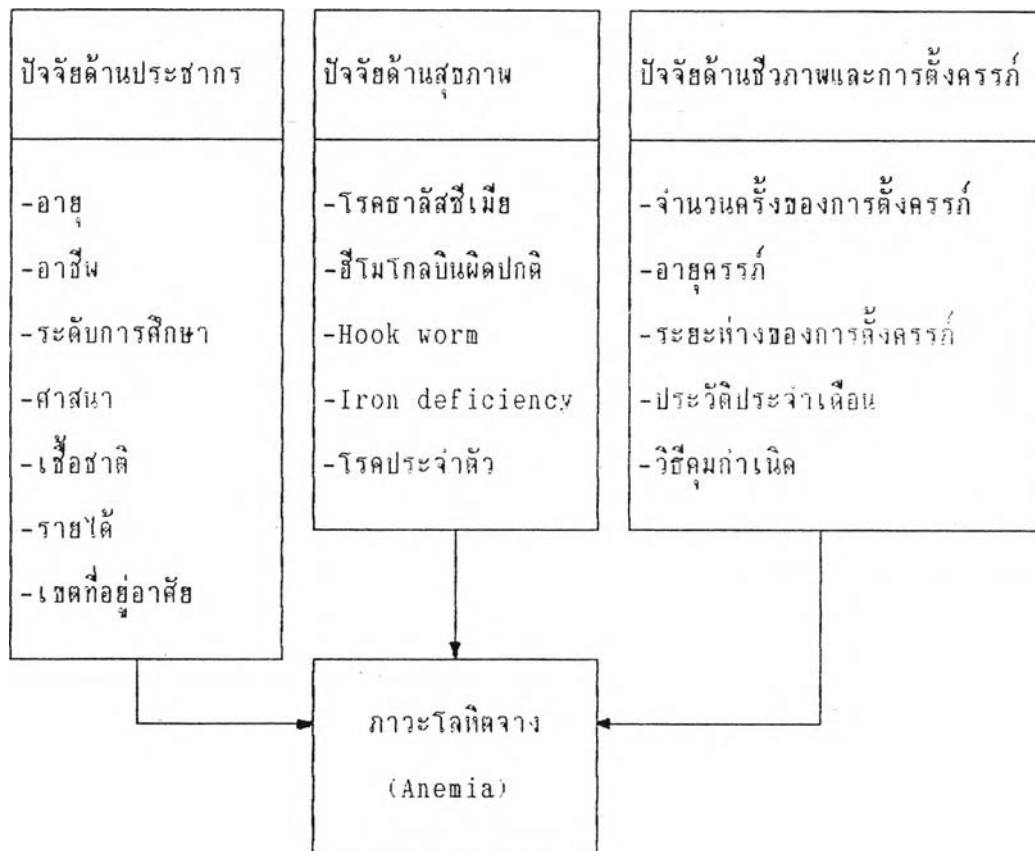 ปัจจัยด้านประชากร
-อายุ
-อาชีพ
-ระดับการศึกษา
-ศาสนา
-เชื้อชาติ
-รายได้
-เขตที่อยู่อาศัย
ปัจจัยด้านสุขภาพ
-โรคธาลัสซีเมีย
-ฮีโมโกลบินผิดปกติ
-Hook worm
-Iron deficiency
-โรคประจำตัว
ปัจจัยด้านชีวภาพและการตั้งครรภ์
-จำนวนครั้งของการตั้งครรภ์
-อายุครรภ์
-ระยะห่างของการตั้งครรภ์
-ประวัติประจำเดือน
-วิธีคุมกำเนิด
ภาวะโลหิตจาง
(Anemia)